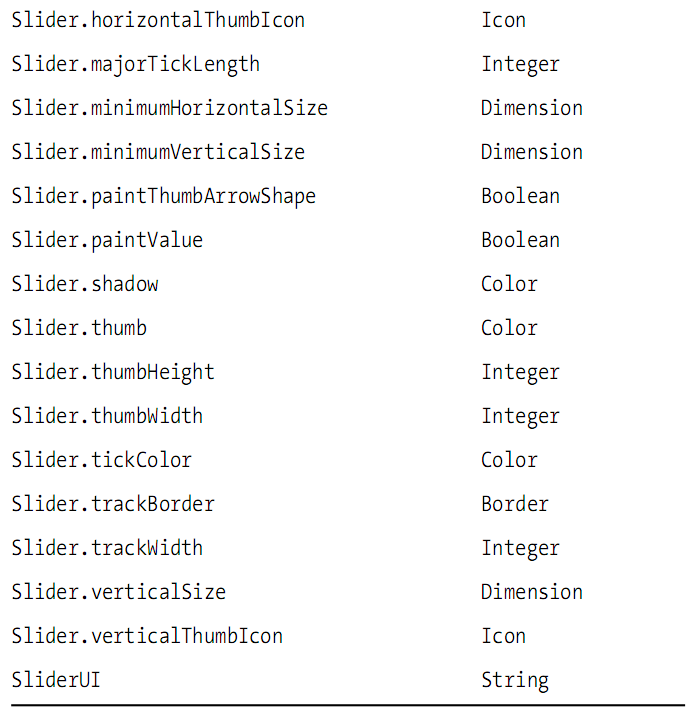 Slider.horizontalThumbIcon Icon
Slider.majorTickLength Integer
Slider.minimumHorizontalSize Dimension
Slider.minimumVerticalSize Dimension
Slider.paintThumbArrowShape Boolean
Slider.paintValue Boolean
Slider.shadow Color
Slider.thumb Color
Slider.thumbHeight Integer
Slider.thumbWidth Integer
Slider.tickColor Color
Slider.trackBorder Border
Slider.trackWidth Integer
Slider.verticalSize Dimension
Slider.verticalThumbIcon Icon
SliderUI String